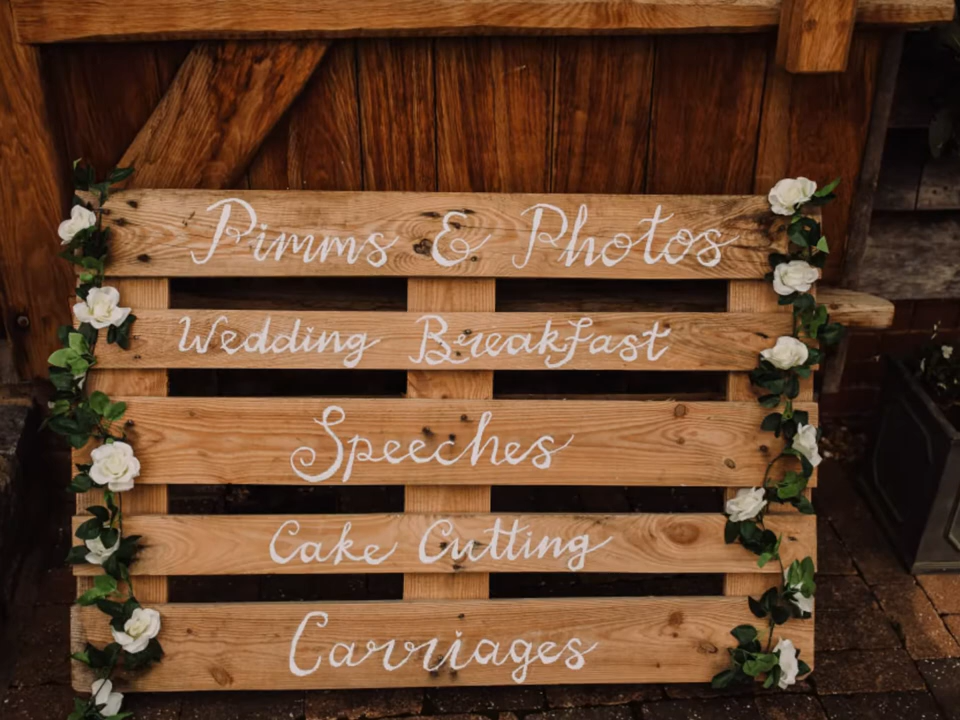 Pimms & Photos
Wedding Breakfast
Speeches
Cake Cutting
Carriages